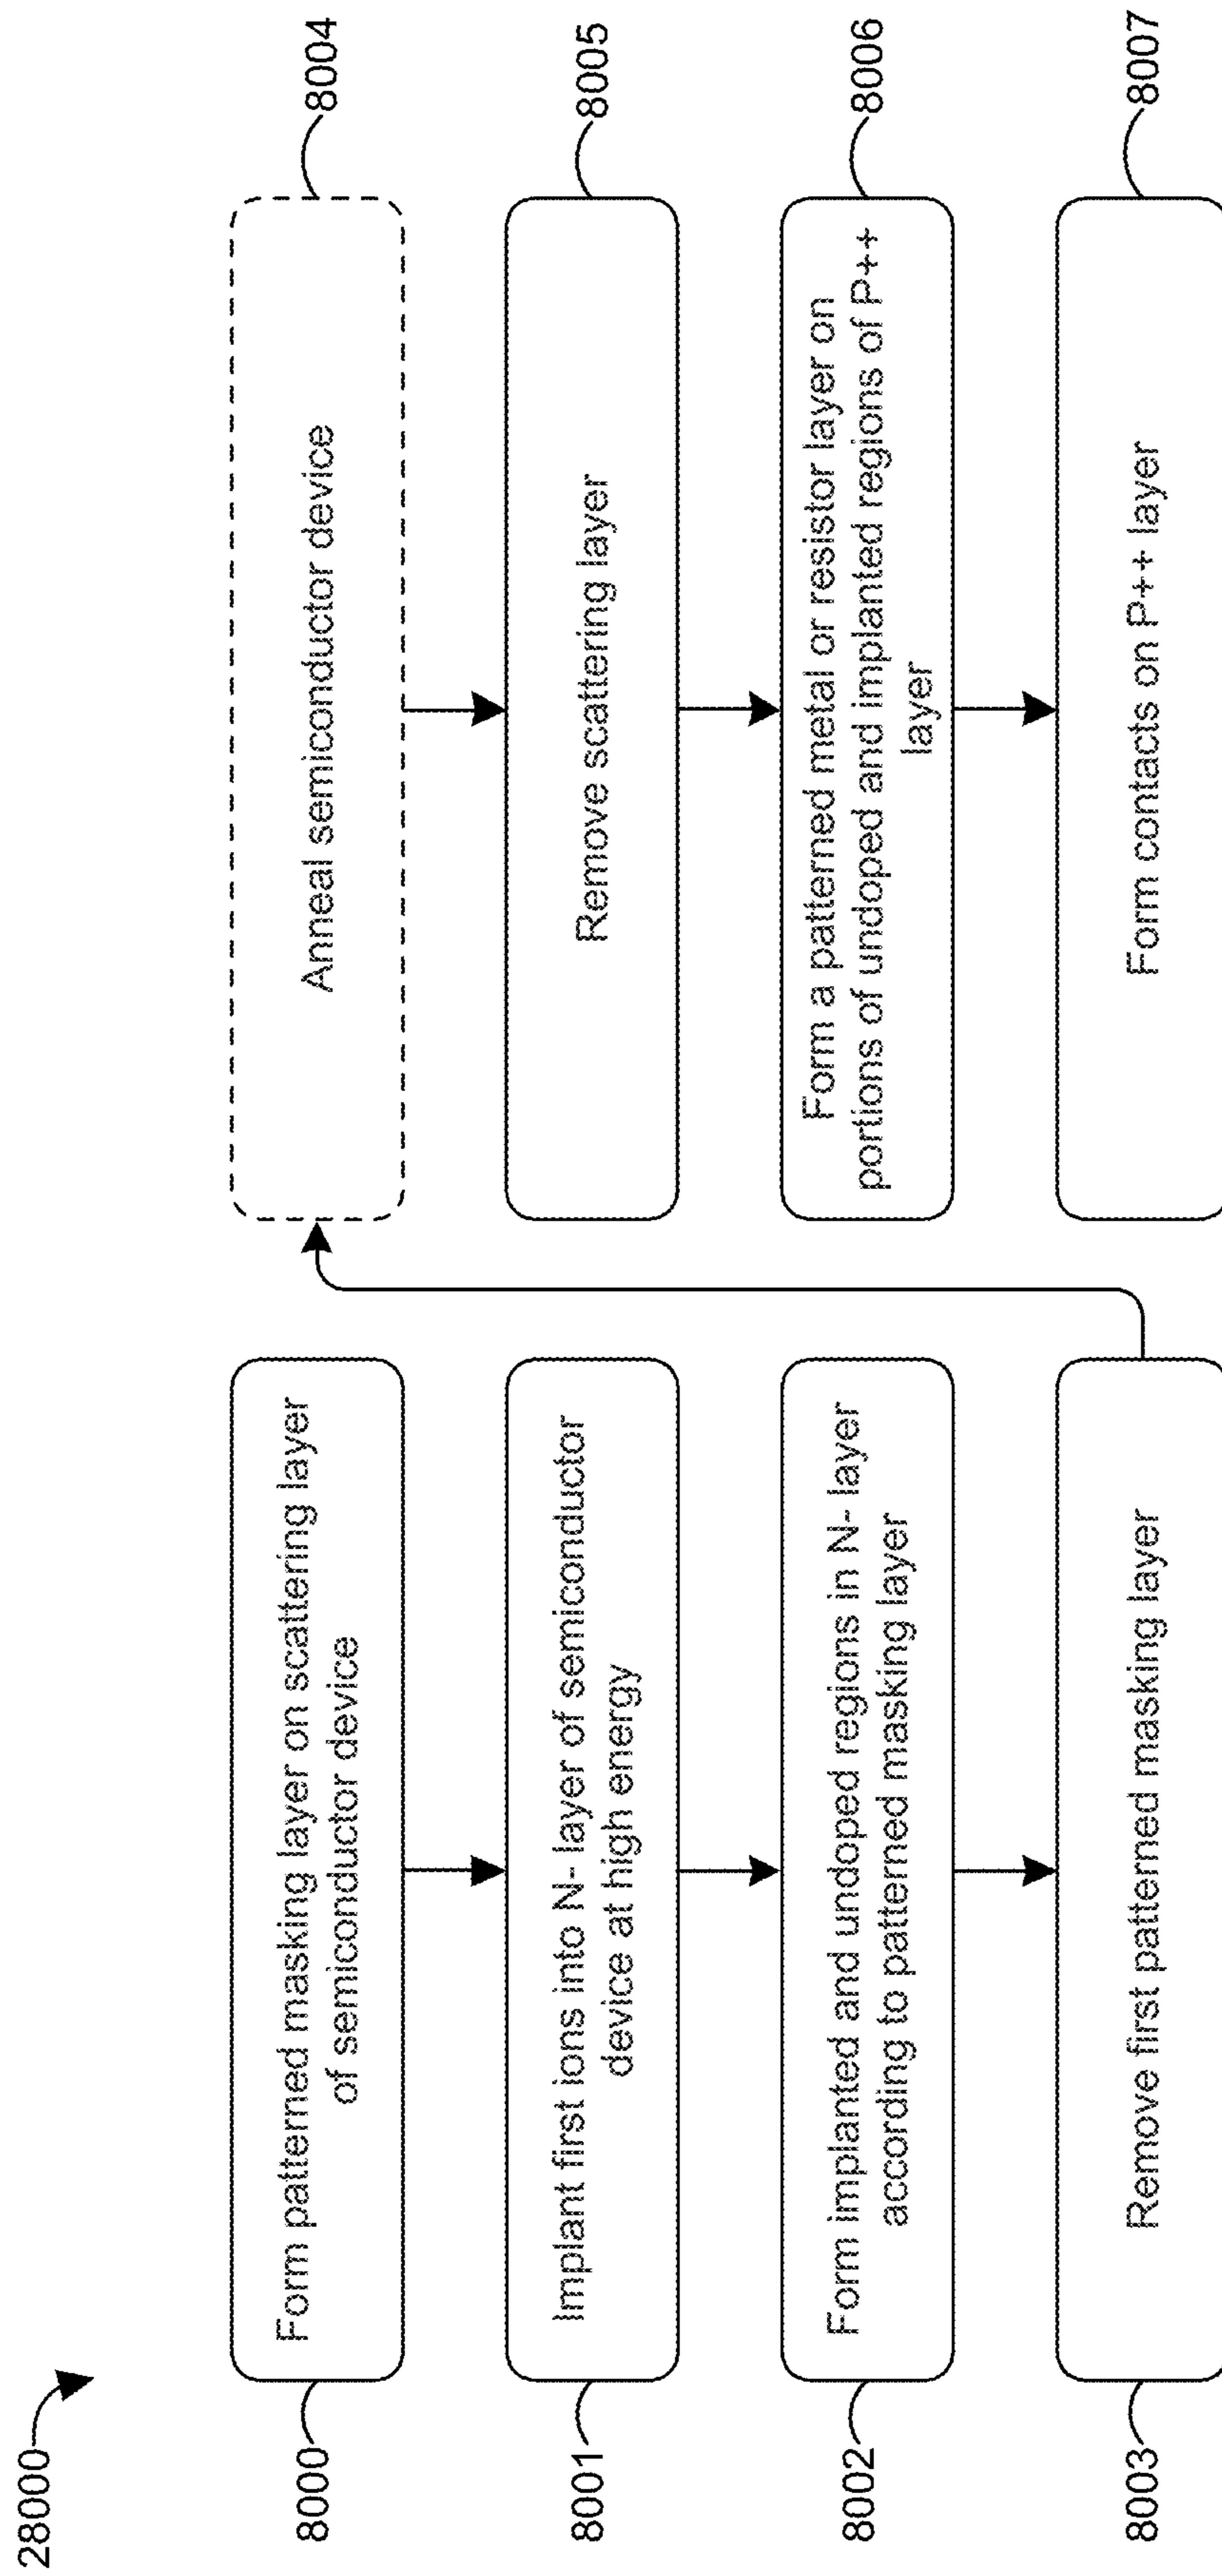 28000
8000
Form patterned masking layer on scattering layer
of semiconductor device
8001
Implant first ions into N- layer of semiconductor
device at high energy
8002
Form implanted and undoped regions in N- layer
according to patterned masking layer
8003
Remove first patterned masking layer
8004
Anneal semiconductor device
8005
Remove scattering layer
8006
Form a patterned metal or resistor layer on
portions of undoped and implanted regions of P++
layer
8007
Form contacts on P++ layer